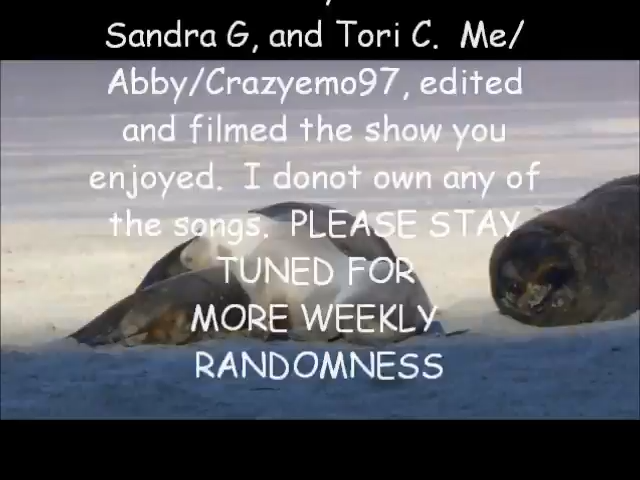 Sandra G, and Tori C. Me/
Abby/Crazyemo97, edited
and filmed the show you
enjoyed. I donot own any of
the songs. PLEASE STAY
TUNED FOR
MORE WEEKLY
RANDOMNESS